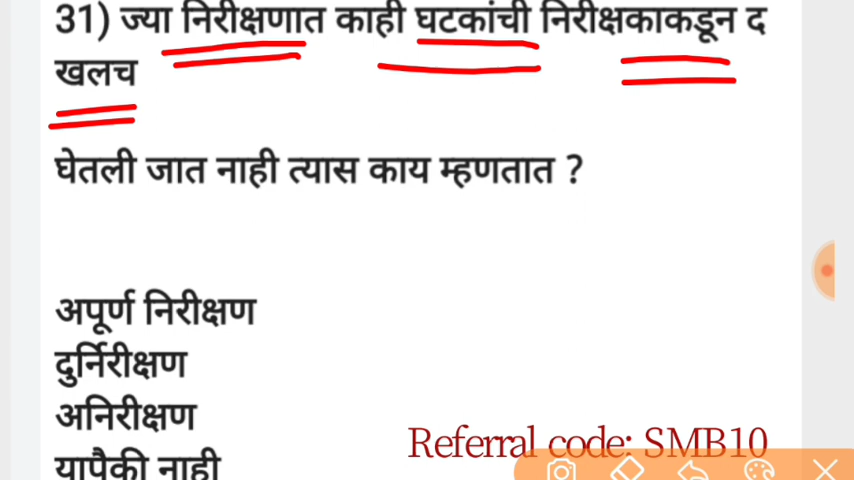 31) ज्या निरीक्षणात काही घटकांची निरीक्षकाकडून द
खलच
घेतली जात नाही त्यास काय म्हणतात ?
अपूर्ण निरीक्षण
दुर्निरीक्षण
अनिरीक्षण
यापैकी नाही
Referral code: SMB10